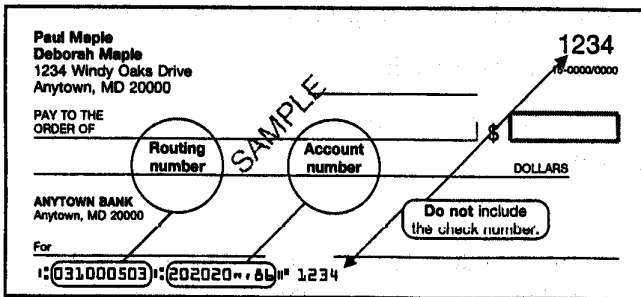 Paul Maple
Deborah Maple
1234 Windy Oaks Drive
Anytown, MD 20000
1234
15-0000/0000
SAMPLE
PAY TO THE
ORDER OF
$
Routing
number
Account
number
DOLLARS
ANYTOWN BANK
Anytown, MD 20000
Do not include
the check number.
For
⑆031000503⑆ 202020 86⑈ 1234